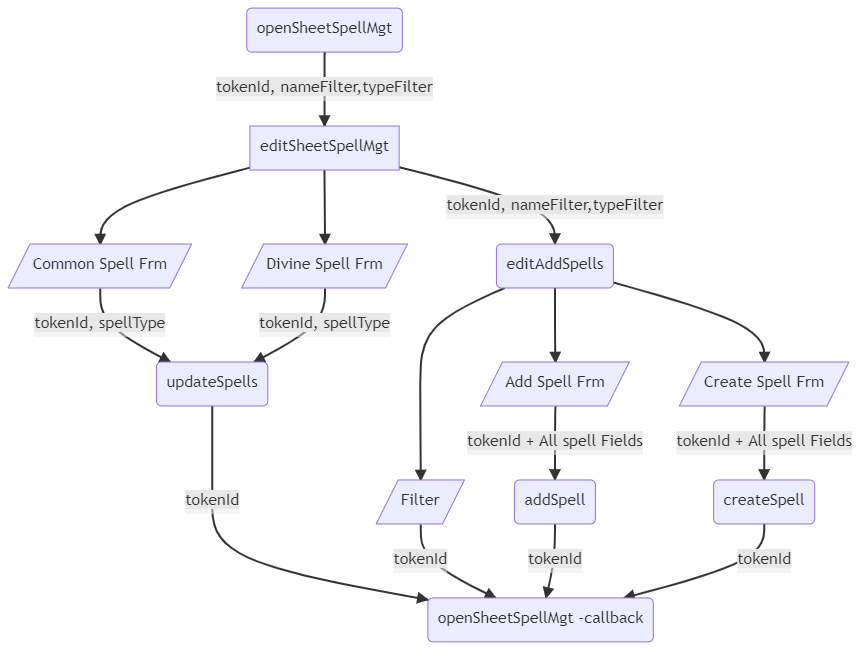 openSheetSpellMgt
tokenId, nameFilter,typeFilter
editSheetSpellMgt
tokenId, nameFilter,typeFilter
Common Spell Frm
Divine Spell Frm
editAddSpells
tokenId, spellType
tokenId, spellType
updateSpells
Add Spell Frm
Create Spell Frm
tokenId + All spell Fields
tokenId + All spell Fields
tokenId
Filter
addSpell
createSpell
tokenId
tokenId
tokenId
openSheetSpellMgt -callback